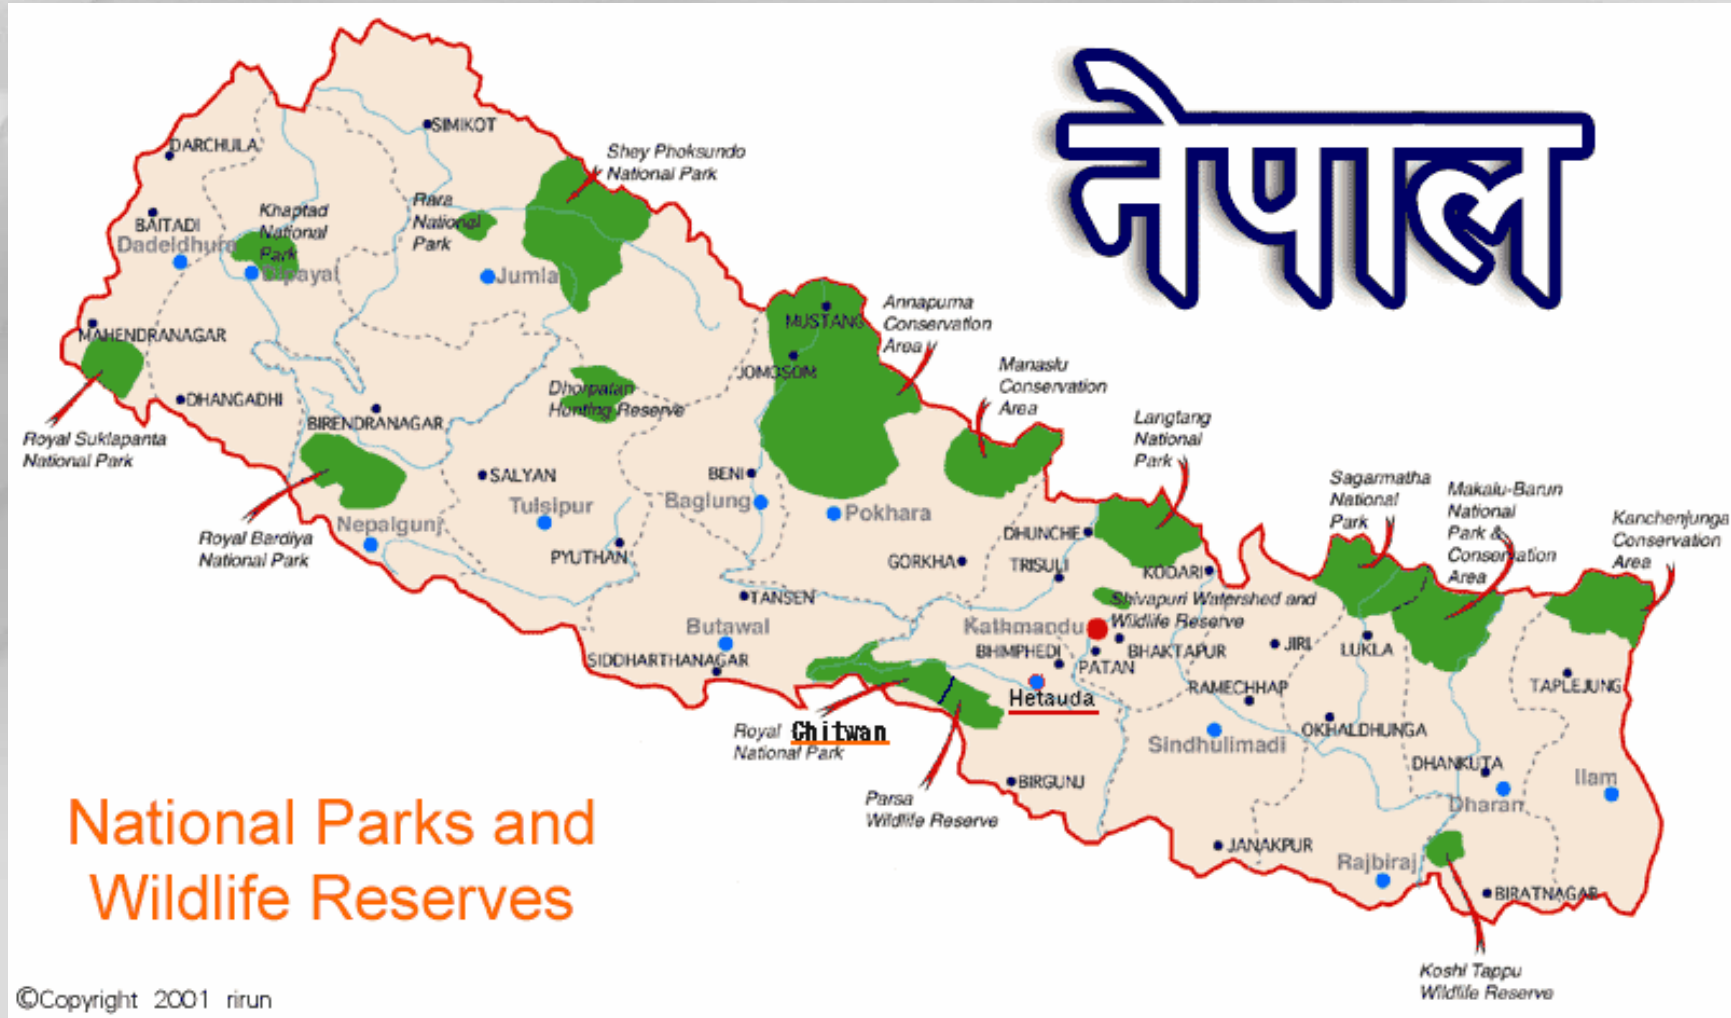 नेपाल
SIMIKOT
DARCHULA
Shey Phoksundo
National Park
Khaptad
National
Park
Rara
National
Park
BAITADI
Dadeldhura
Jumla
MAHENDRANAGAR
MUSTANG
Annapurna
Conservation
Area
JOMOSOM
Manaslu
Conservation
Area
DHANGADHI
BIRENDRANAGAR
Dhorpatan
Hunting Reserve
Langtang
National
Park
Royal Suklapanta
National Park
SALYAN
BENI
Tulsipur
Baglung
Pokhara
Sagarmatha
National
Park
Makalu-Barun
National
Park &
Conservation
Area
Kanchenjunga
Conservation
Area
Royal Bardiya
National Park
Nepalgunj
PYUTHAN
GORKHA
DHUNCHE
TRISULI
KODARI
TANSEN
Shivapuri Watershed and
Wildlife Reserve
Butawal
Kathmandu
SIDDHARTHANAGAR
BHIMPHEDI
PATAN
BHAKTAPUR
JIRI
LUKLA
Hetauda
RAMECHHAP
TAPLEJUNG
Royal Chitwan
National Park
Sindhulimadi
OKHALDHUNGA
BIRGUNJ
Parsa
Wildlife Reserve
DHANKUTA
Dharan
Ilam
JANAKPUR
Rajbiraj
BIRATNAGAR
Koshi Tappu
Wildlife Reserve
National Parks and
Wildlife Reserves
©Copyright 2001 rirun